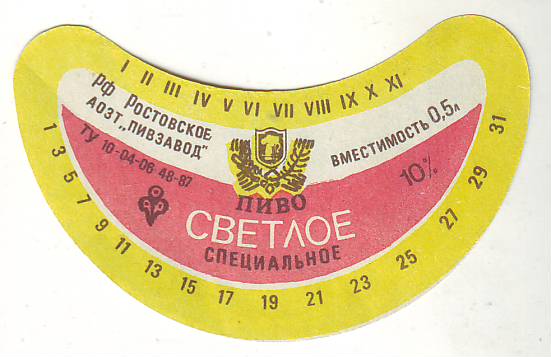 I II III IV V VI VII VIII IX X XI
РФ РОСТОВСКОЕ
АОЗТ „ПИВЗАВОД"
ТУ 10-04-06 48-87
ВМЕСТИМОСТЬ 0,5л
10%
ПИВО
СВЕТЛОЕ
СПЕЦИАЛЬНОЕ
1 3 5 7 9 11 13 15 17 19 21 23 25 27 29 31